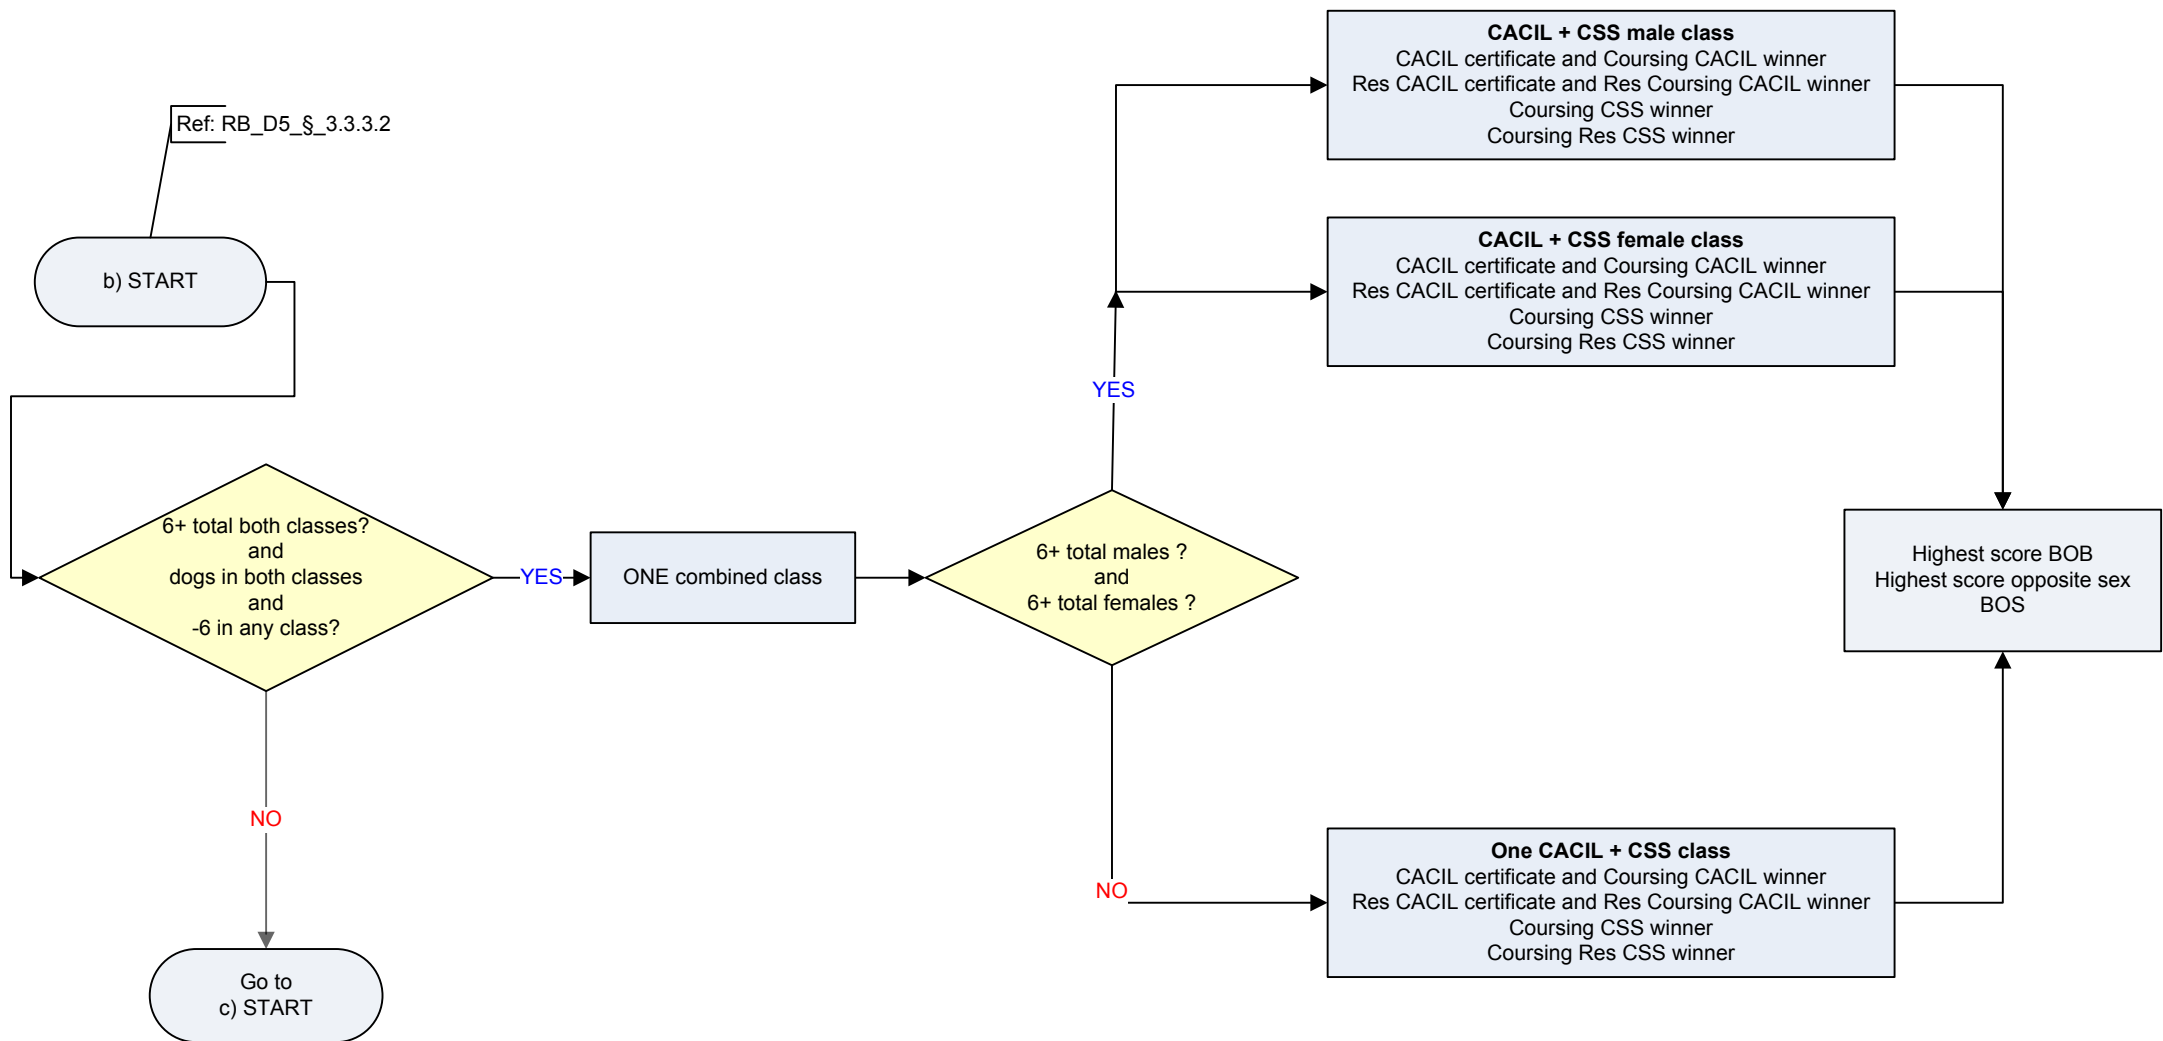 Ref: RB_D5_§_3.3.3.2
b) START
6+ total both classes?
and
dogs in both classes
and
-6 in any class?
YES
NO
Go to
c) START
ONE combined class
6+ total males ?
and
6+ total females ?
YES
NO
CACIL + CSS male class
CACIL certificate and Coursing CACIL winner
Res CACIL certificate and Res Coursing CACIL winner
Coursing CSS winner
Coursing Res CSS winner
CACIL + CSS female class
CACIL certificate and Coursing CACIL winner
Res CACIL certificate and Res Coursing CACIL winner
Coursing CSS winner
Coursing Res CSS winner
One CACIL + CSS class
CACIL certificate and Coursing CACIL winner
Res CACIL certificate and Res Coursing CACIL winner
Coursing CSS winner
Coursing Res CSS winner
Highest score BOB
Highest score opposite sex
BOS